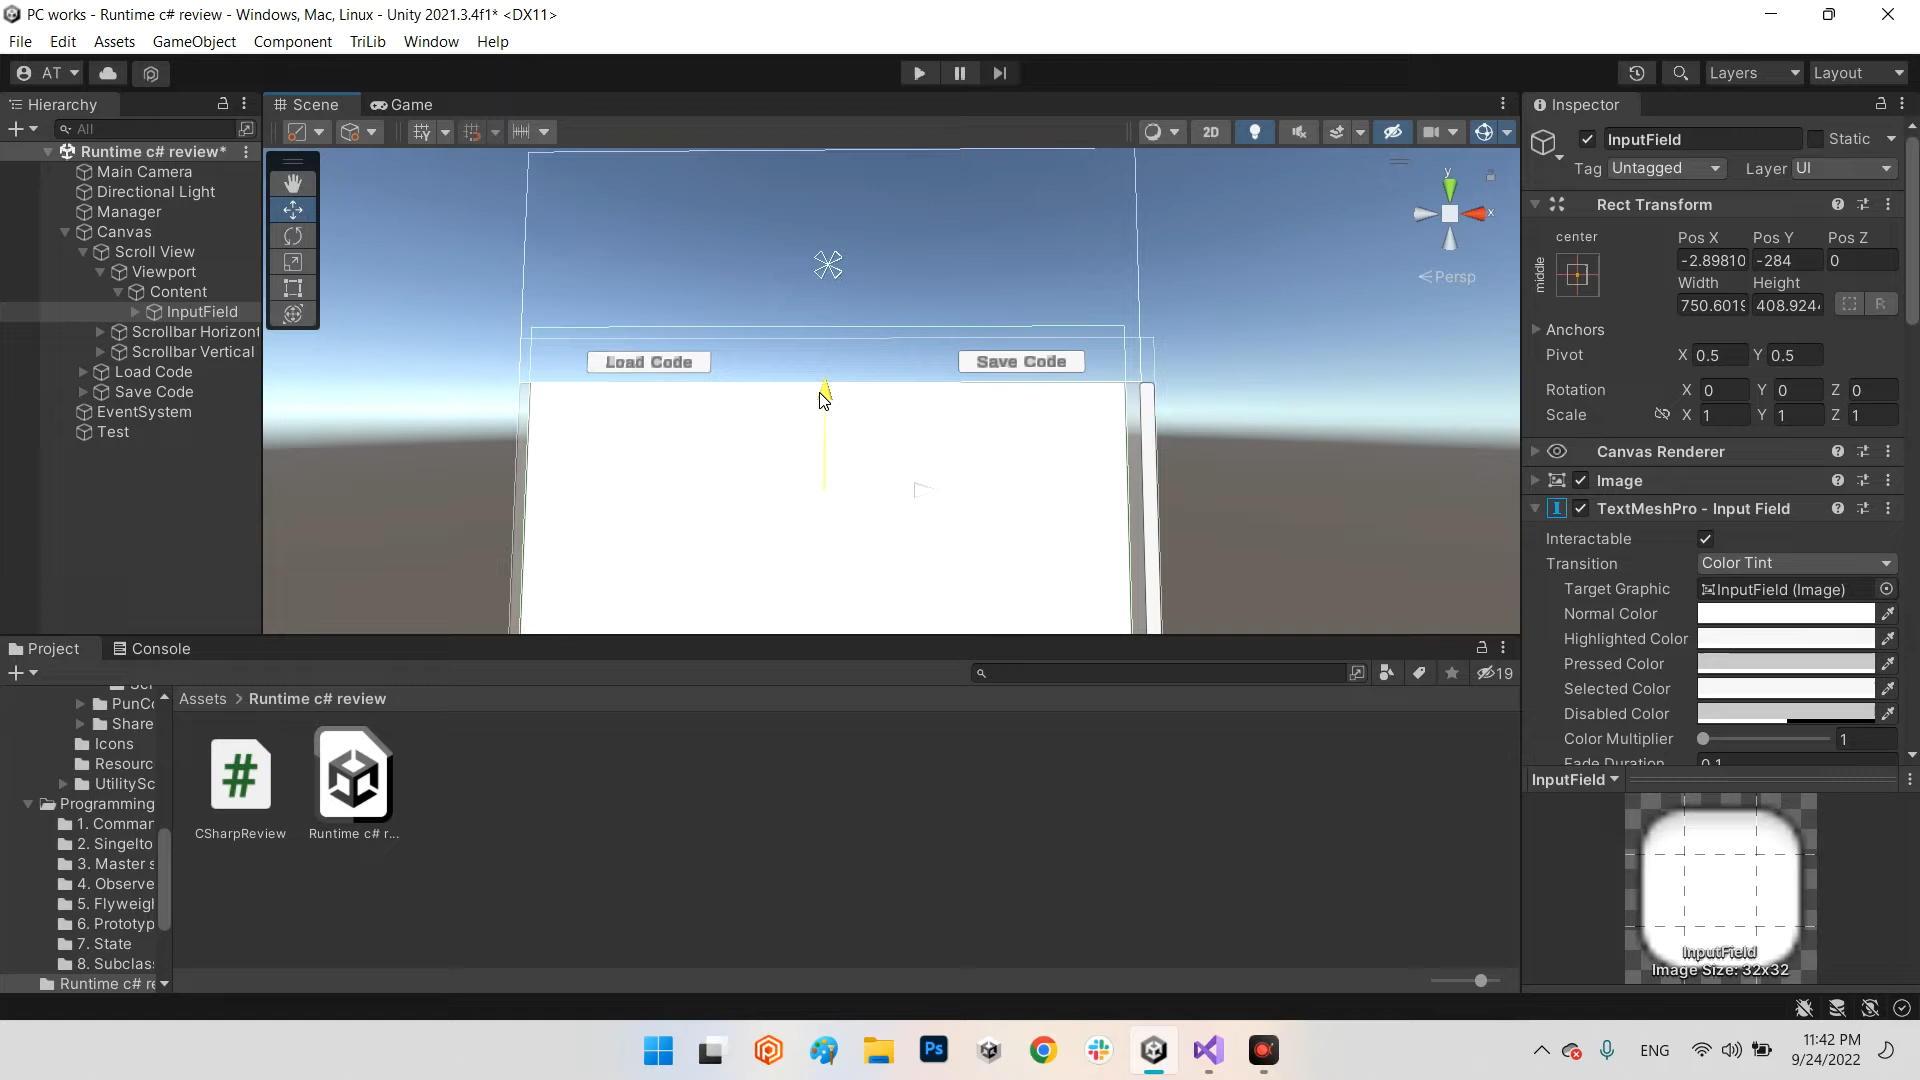 PC works - Runtime c# review - Windows, Mac, Linux - Unity 2021.3.4f1* <DX11>
File Edit Assets GameObject Component TriLib Window Help
AT
Layers Layout
Hierarchy
All
Runtime c# review*
Main Camera
Directional Light
Manager
Canvas
Scroll View
Viewport
Content
InputField
Scrollbar Horizont
Scrollbar Vertical
Load Code
Save Code
EventSystem
Test
Scene Game
2D
y
x
Persp
Load Code
Save Code
Inspector
InputField Static
Tag Untagged Layer UI
Rect Transform
center
middle
Pos X Pos Y Pos Z
-2.89810 -284 0
Width Height
750.6019 408.924
R
Anchors
Pivot X 0.5 Y 0.5
Rotation X 0 Y 0 Z 0
Scale X 1 Y 1 Z 1
Canvas Renderer
Image
TextMeshPro - Input Field
Interactable
Transition Color Tint
Target Graphic InputField (Image)
Normal Color
Highlighted Color
Pressed Color
Selected Color
Disabled Color
Color Multiplier 1
Fade Duration 0.1
InputField
InputField
Image Size: 32x32
Project Console
19
PunCo
Share
Icons
Resourc
UtilitySc
Programming
1. Comman
2. Singelto
3. Master s
4. Observe
5. Flyweigh
6. Prototyp
7. State
8. Subclas
Runtime c# re
Assets > Runtime c# review
#
CSharpReview
Runtime c# r...
Ps
ENG
11:42 PM
9/24/2022